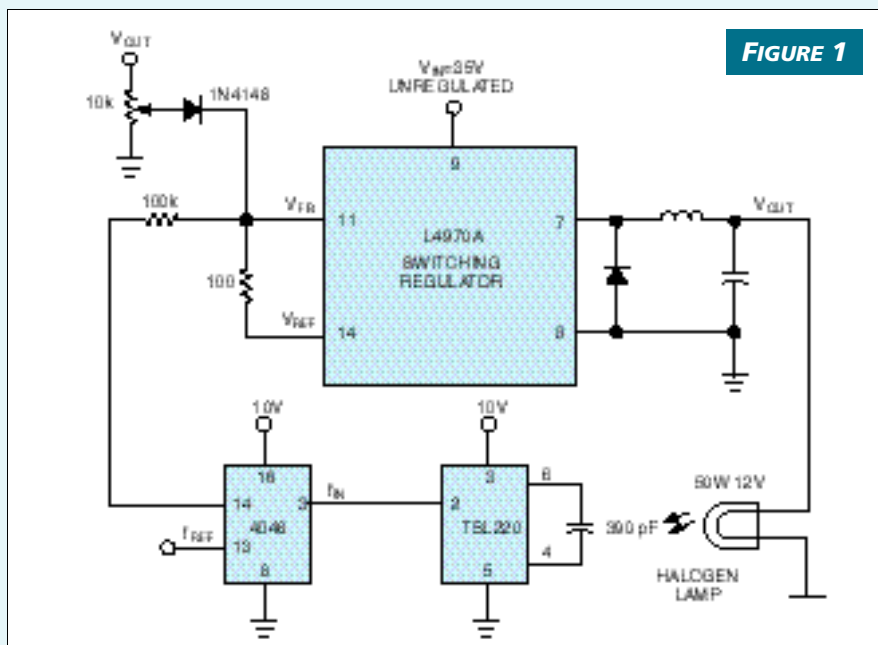 FIGURE 1
VOUT
10k
1N4148
VIN=35V
UNREGULATED
9
100k
VFB
11
L4970A
SWITCHING
REGULATOR
7
VOUT
100
VREF
14
8
10V
10V
16
14
3
fIN
4046
fREF
13
8
3
2
TSL220
6
4
5
390 pF
50W 12V
HALOGEN
LAMP